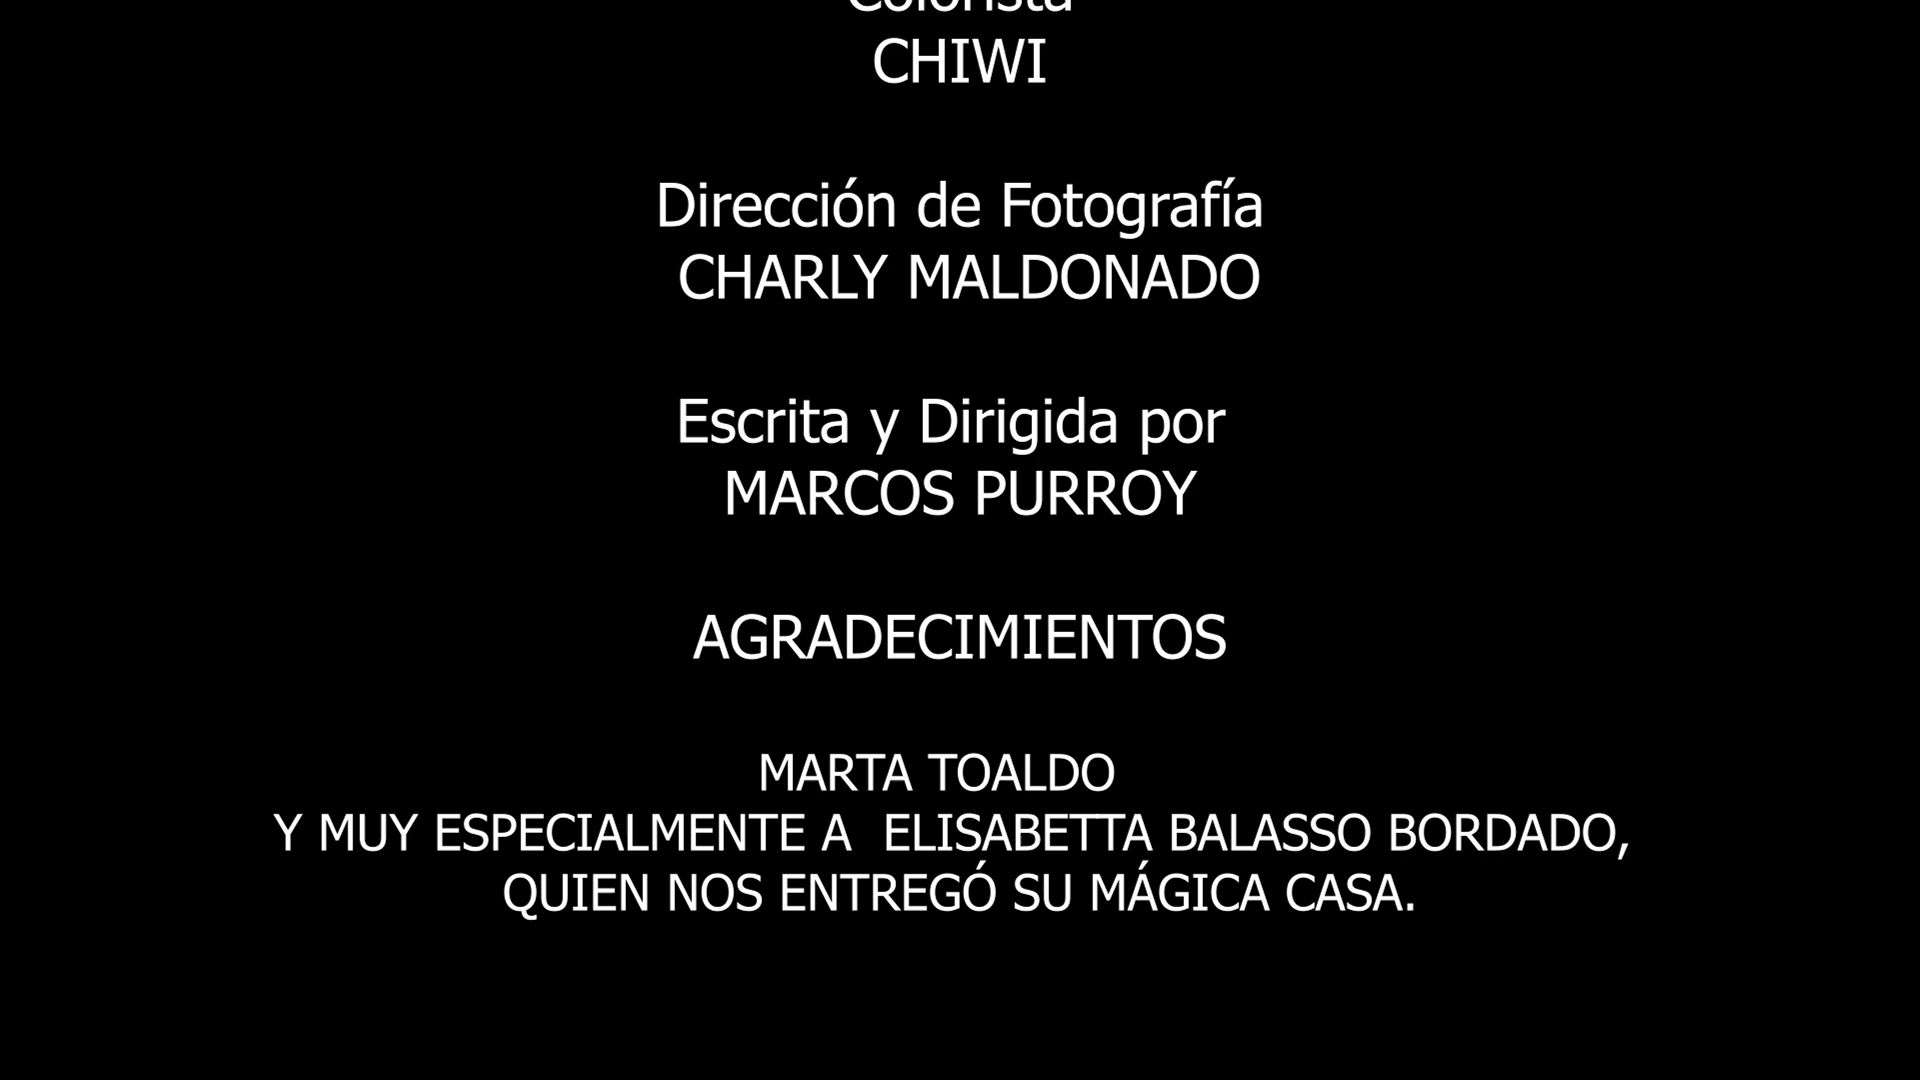 Colorista
CHIWI
Dirección de Fotografía
CHARLY MALDONADO
Escrita y Dirigida por
MARCOS PURROY
AGRADECIMIENTOS
MARTA TOALDO
Y MUY ESPECIALMENTE A  ELISABETTA BALASSO BORDADO,
QUIEN NOS ENTREGÓ SU MÁGICA CASA.